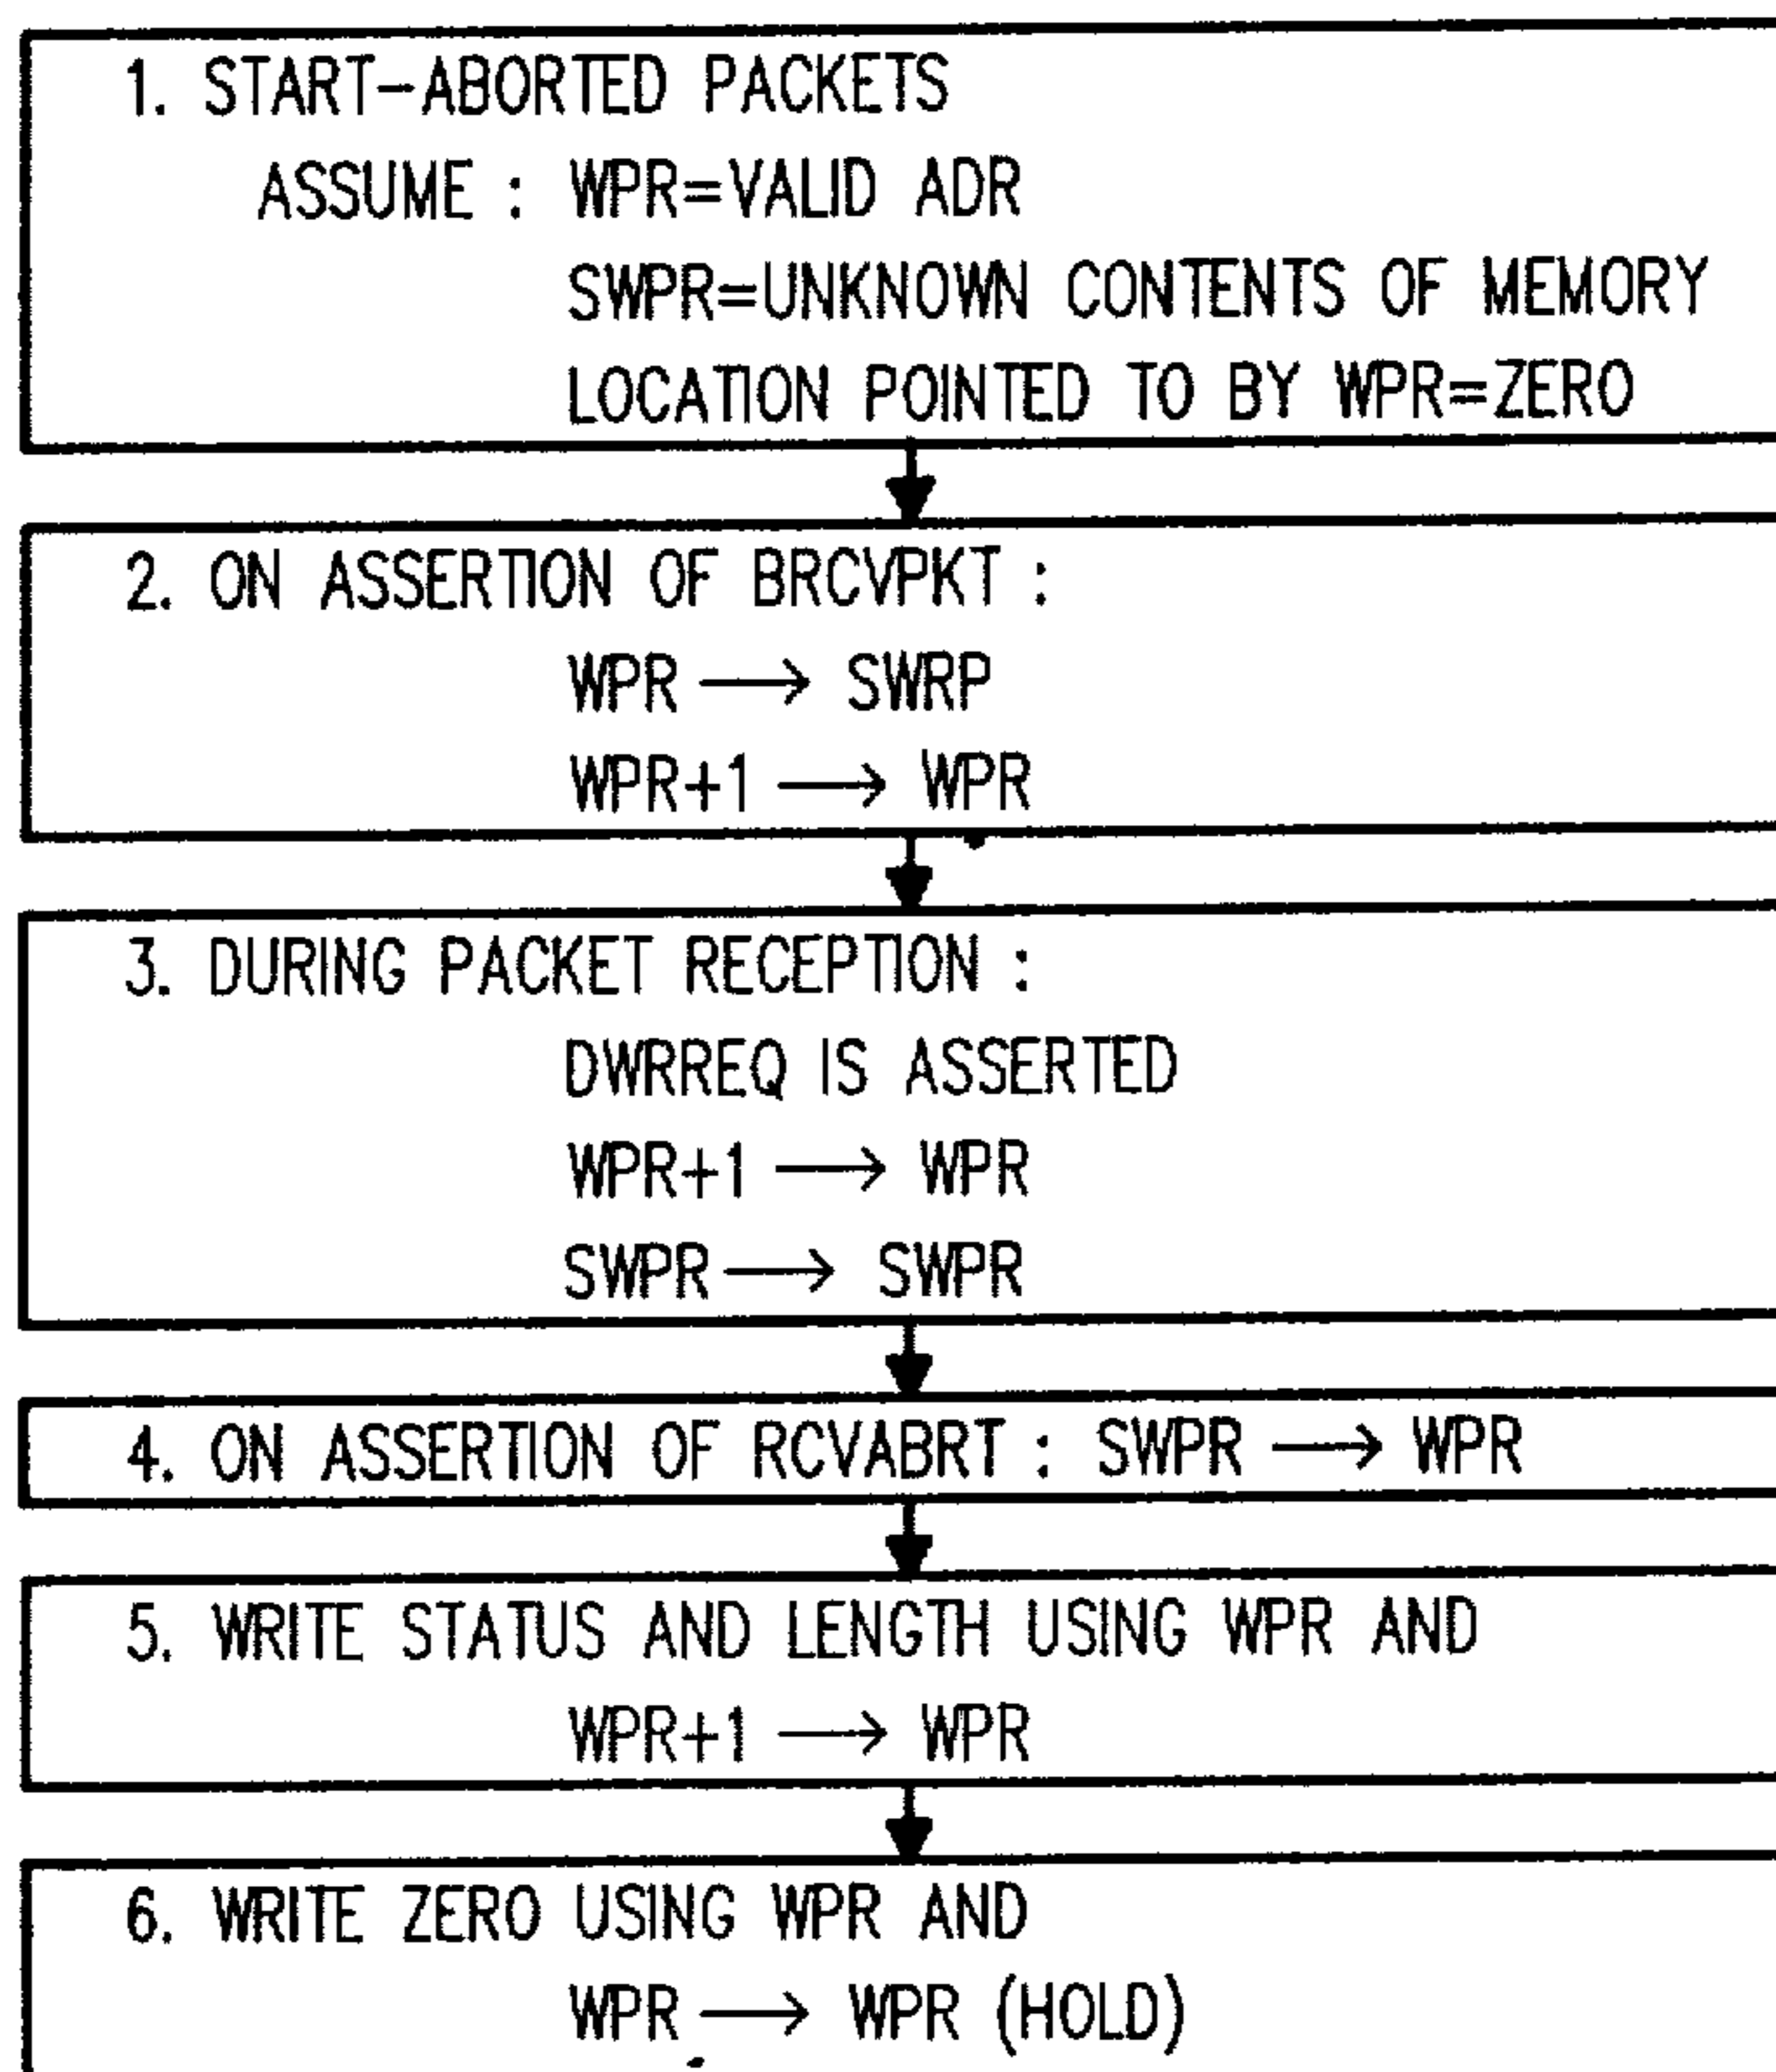 1. START-ABORTED PACKETS
ASSUME : WPR=VALID ADR
SWPR=UNKNOWN CONTENTS OF MEMORY
LOCATION POINTED TO BY WPR=ZERO
2. ON ASSERTION OF BRCVPKT :
WPR → SWRP
WPR+1 → WPR
3. DURING PACKET RECEPTION :
DWRREQ IS ASSERTED
WPR+1 → WPR
SWPR → SWPR
4. ON ASSERTION OF RCVABRT : SWPR → WPR
5. WRITE STATUS AND LENGTH USING WPR AND
WPR+1 → WPR
6. WRITE ZERO USING WPR AND
WPR → WPR (HOLD)